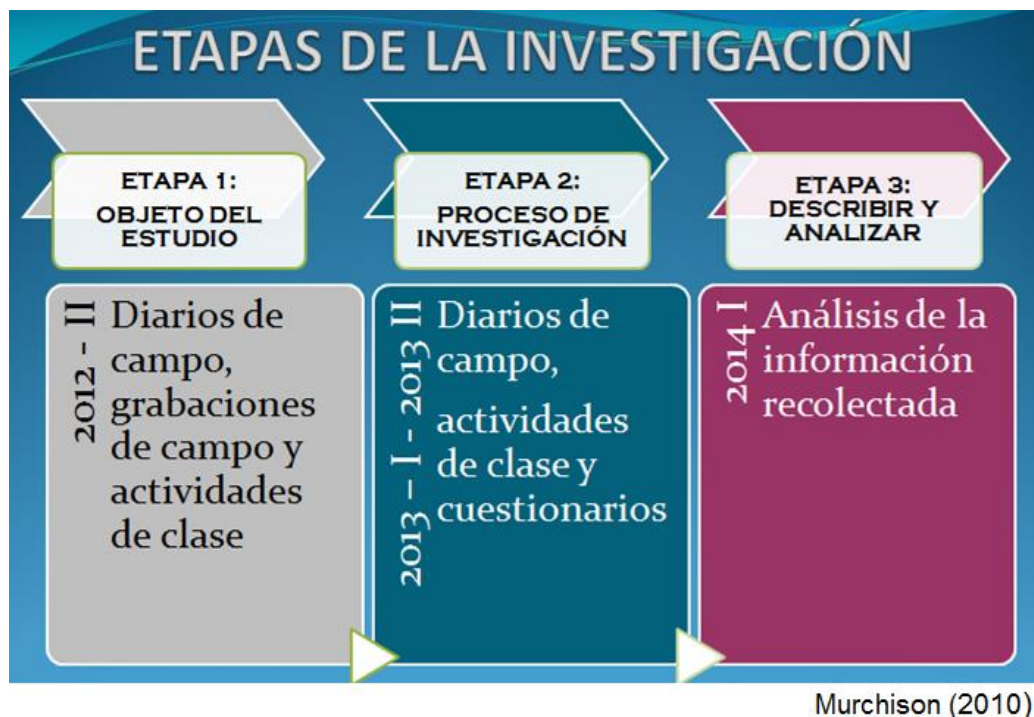 ETAPAS DE LA INVESTIGACIÓN
ETAPA 1:
OBJETO DEL
ESTUDIO
2012 - II
Diarios de
campo,
grabaciones
de campo y
actividades
de clase
ETAPA 2:
PROCESO DE
INVESTIGACIÓN
2013 – I - 2013 II
Diarios de
campo,
actividades
de clase y
cuestionarios
ETAPA 3:
DESCRIBIR Y
ANALIZAR
2014 I
Análisis de la
información
recolectada
Murchison (2010)